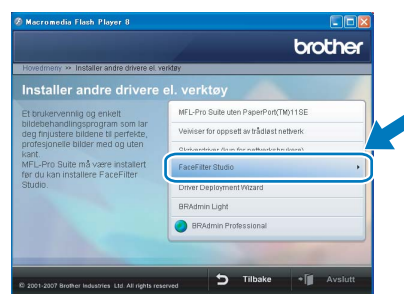 Macromedia Flash Player 8
brother
Hovedmeny >> Installer andre drivere el. verktøy
Installer andre drivere el. verktøy
Et brukervennlig og enkelt
bildebehandlingsprogram som lar
deg finjustere bildene til perfekte,
profesjonelle bilder med og uten
kant.
MFL-Pro Suite må være installert
før du kan installere FaceFilter
Studio.
MFL-Pro Suite uten PaperPort(TM)11SE
Veiviser for oppsett av trådløst nettverk
Skriverdriver (kun for nettverksbrukere)
FaceFilter Studio
Driver Deployment Wizard
BRAdmin Light
BRAdmin Professional
© 2001-2007 Brother Industries Ltd. All rights reserved
Tilbake
Avslutt